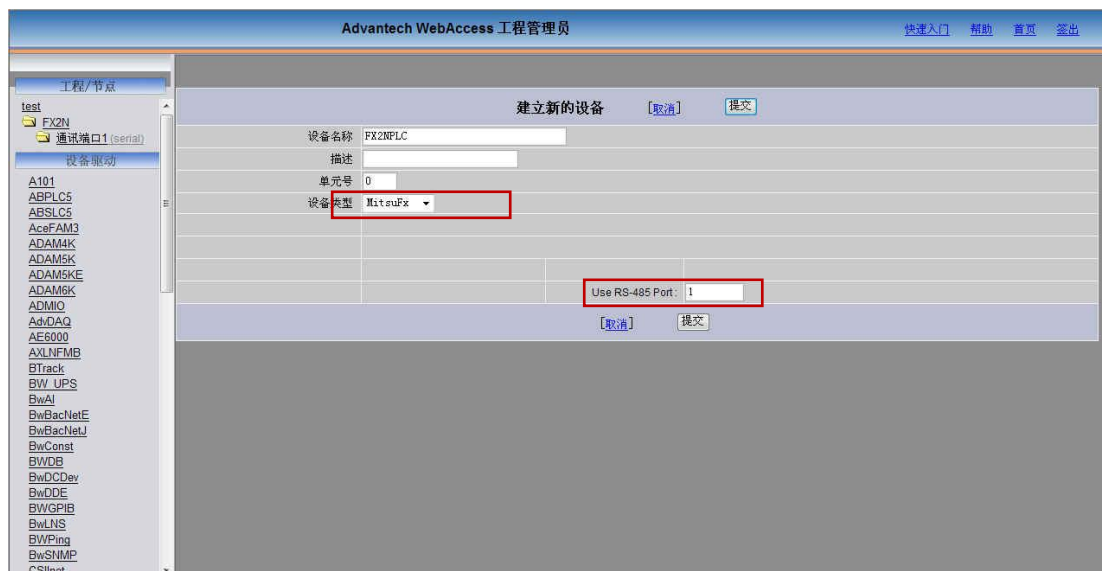 Advantech WebAccess 工程管理员
快速入门 帮助 首页 签出
工程/节点
test
FX2N
通讯端口1 (serial)
设备驱动
A101
ABPLC5
ABSLC5
AceFAM3
ADAM4K
ADAM5K
ADAM5KE
ADAM6K
ADMIO
AdvDAQ
AE6000
AXLNFMB
BTrack
BW_UPS
BwAI
BwBacNetE
BwBacNetJ
BwConst
BWDB
BwDCDev
BwDDE
BWGPIB
BwLNS
BWPing
BwSNMP
建立新的设备 [取消] 提交
设备名称 FX2NPLC
描述
单元号 0
设备类型 MitsuFx
Use RS-485 Port: 1
[取消] 提交